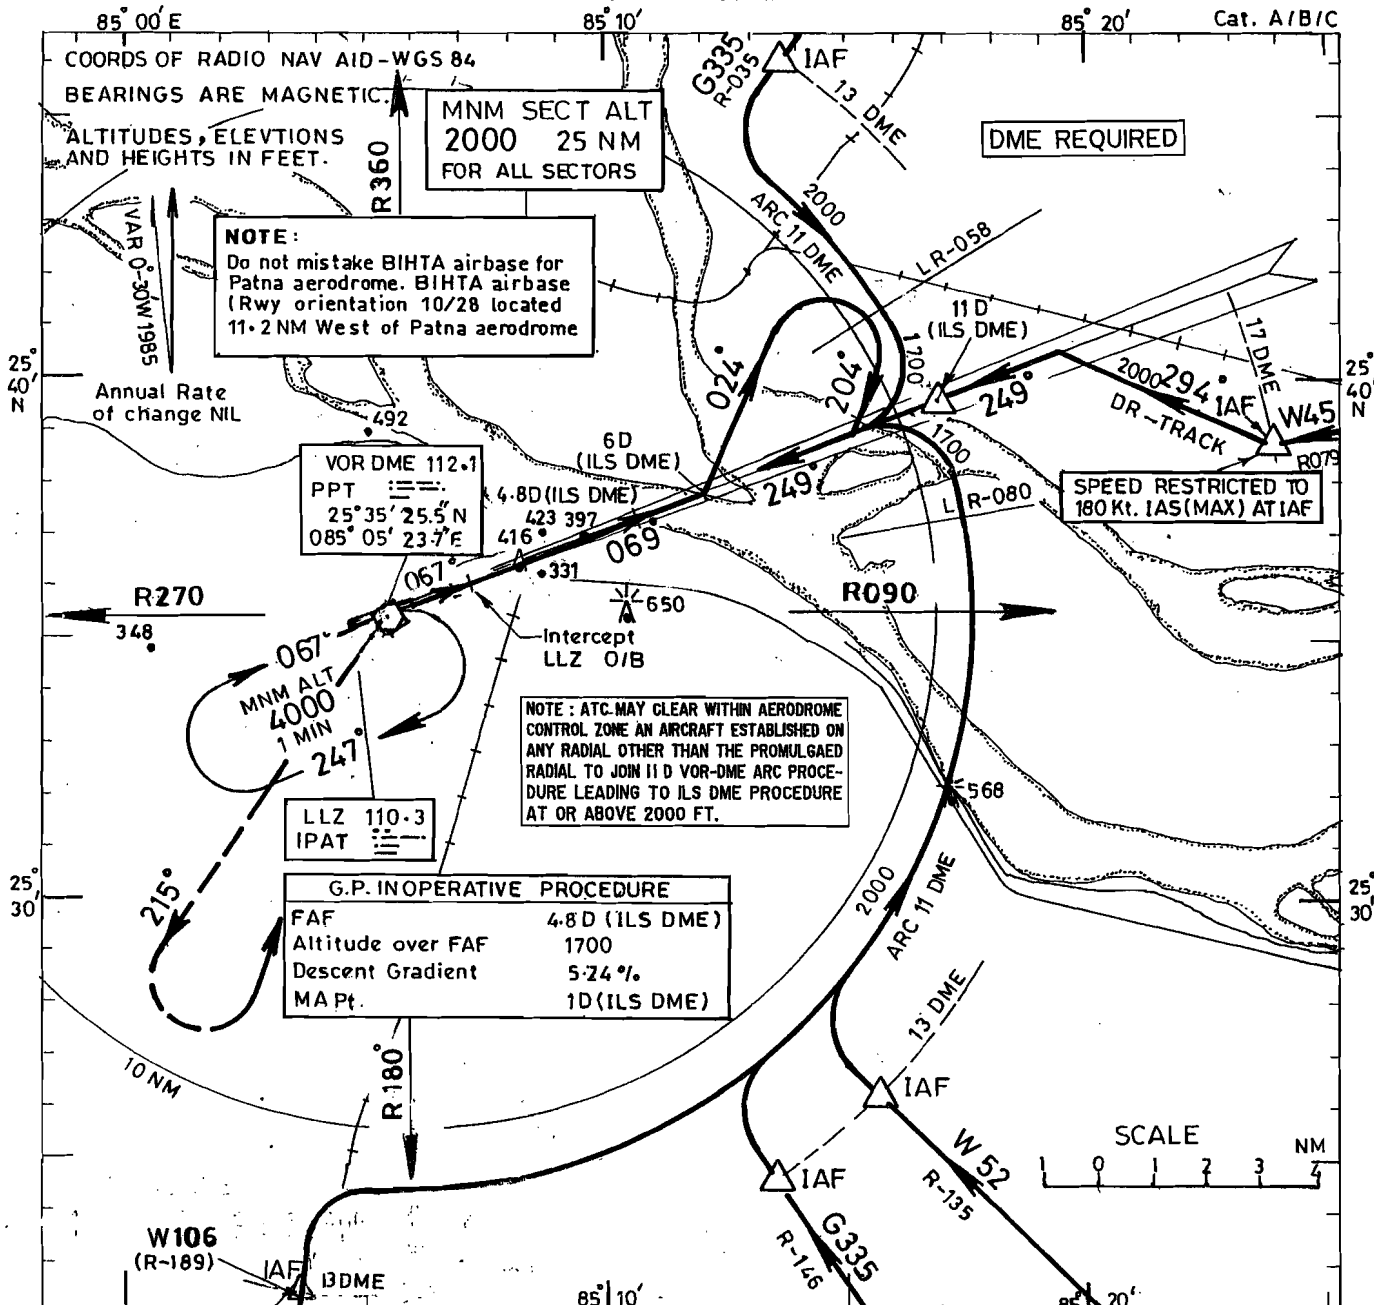 85° 00' E
85° 10'
85° 20'
Cat. A/B/C
COORDS OF RADIO NAV AID-WGS 84
BEARINGS ARE MAGNETIC.
ALTITUDES, ELEVTIONS
AND HEIGHTS IN FEET.
MNM SECT ALT
2000 25 NM
FOR ALL SECTORS
R360
G335
R-035
IAF
13 DME
DME REQUIRED
VAR 0°-30'W1985
Annual Rate
of change NIL
NOTE:
Do not mistake BIHTA airbase for
Patna aerodrome. BIHTA airbase
(Rwy orientation 10/28 located
11.2 NM West of Patna aerodrome
2000
ARC 11 DME
LR-058
11 D
(ILS DME)
1700
17 DME
25°
40'
N
25°
40'
N
024°
204°
249°
2000
294°
DR-TRACK
IAF
W45
R079
1700
492
6 D
(ILS DME)
249°
LR-080
SPEED RESTRICTED TO
180 Kt. IAS(MAX) AT IAF
VOR DME 112.1
PPT
25° 35' 25.5" N
085° 05' 23.7" E
4.8D(ILS DME)
423 397
416
331
069
067°
650
R270
348
R090
Intercept
LLZ O/B
067°
MNM ALT
4000
1 MIN
247°
NOTE : ATC MAY CLEAR WITHIN AERODROME
CONTROL ZONE AN AIRCRAFT ESTABLISHED ON
ANY RADIAL OTHER THAN THE PROMULGAED
RADIAL TO JOIN 11 D VOR-DME ARC PROCE-
DURE LEADING TO ILS DME PROCEDURE
AT OR ABOVE 2000 FT.
568
LLZ 110.3
IPAT
215°
G.P. INOPERATIVE PROCEDURE
FAF 4.8 D (ILS DME)
Altitude over FAF 1700
Descent Gradient 5.24 %
MA Pt. 1D (ILS DME)
25°
30'
25°
30'
2000
ARC 11 DME
10 NM
R 180°
13 DME
IAF
IAF
W 52
R-135
G335
R-146
SCALE
NM
1 0 1 2 3 4
W106
(R-189)
IAF
13DME
85° 10'
85° 20'